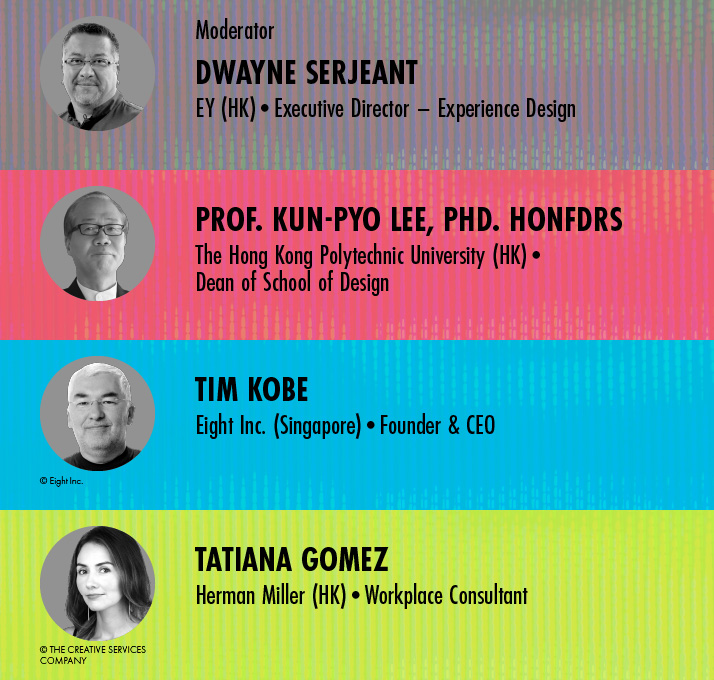 Moderator
DWAYNE SERJEANT
EY (HK) • Executive Director – Experience Design
PROF. KUN-PYO LEE, PHD. HONFDRS
The Hong Kong Polytechnic University (HK) •
Dean of School of Design
TIM KOBE
Eight Inc. (Singapore) • Founder & CEO
© Eight Inc.
TATIANA GOMEZ
Herman Miller (HK) • Workplace Consultant
© THE CREATIVE SERVICES
COMPANY